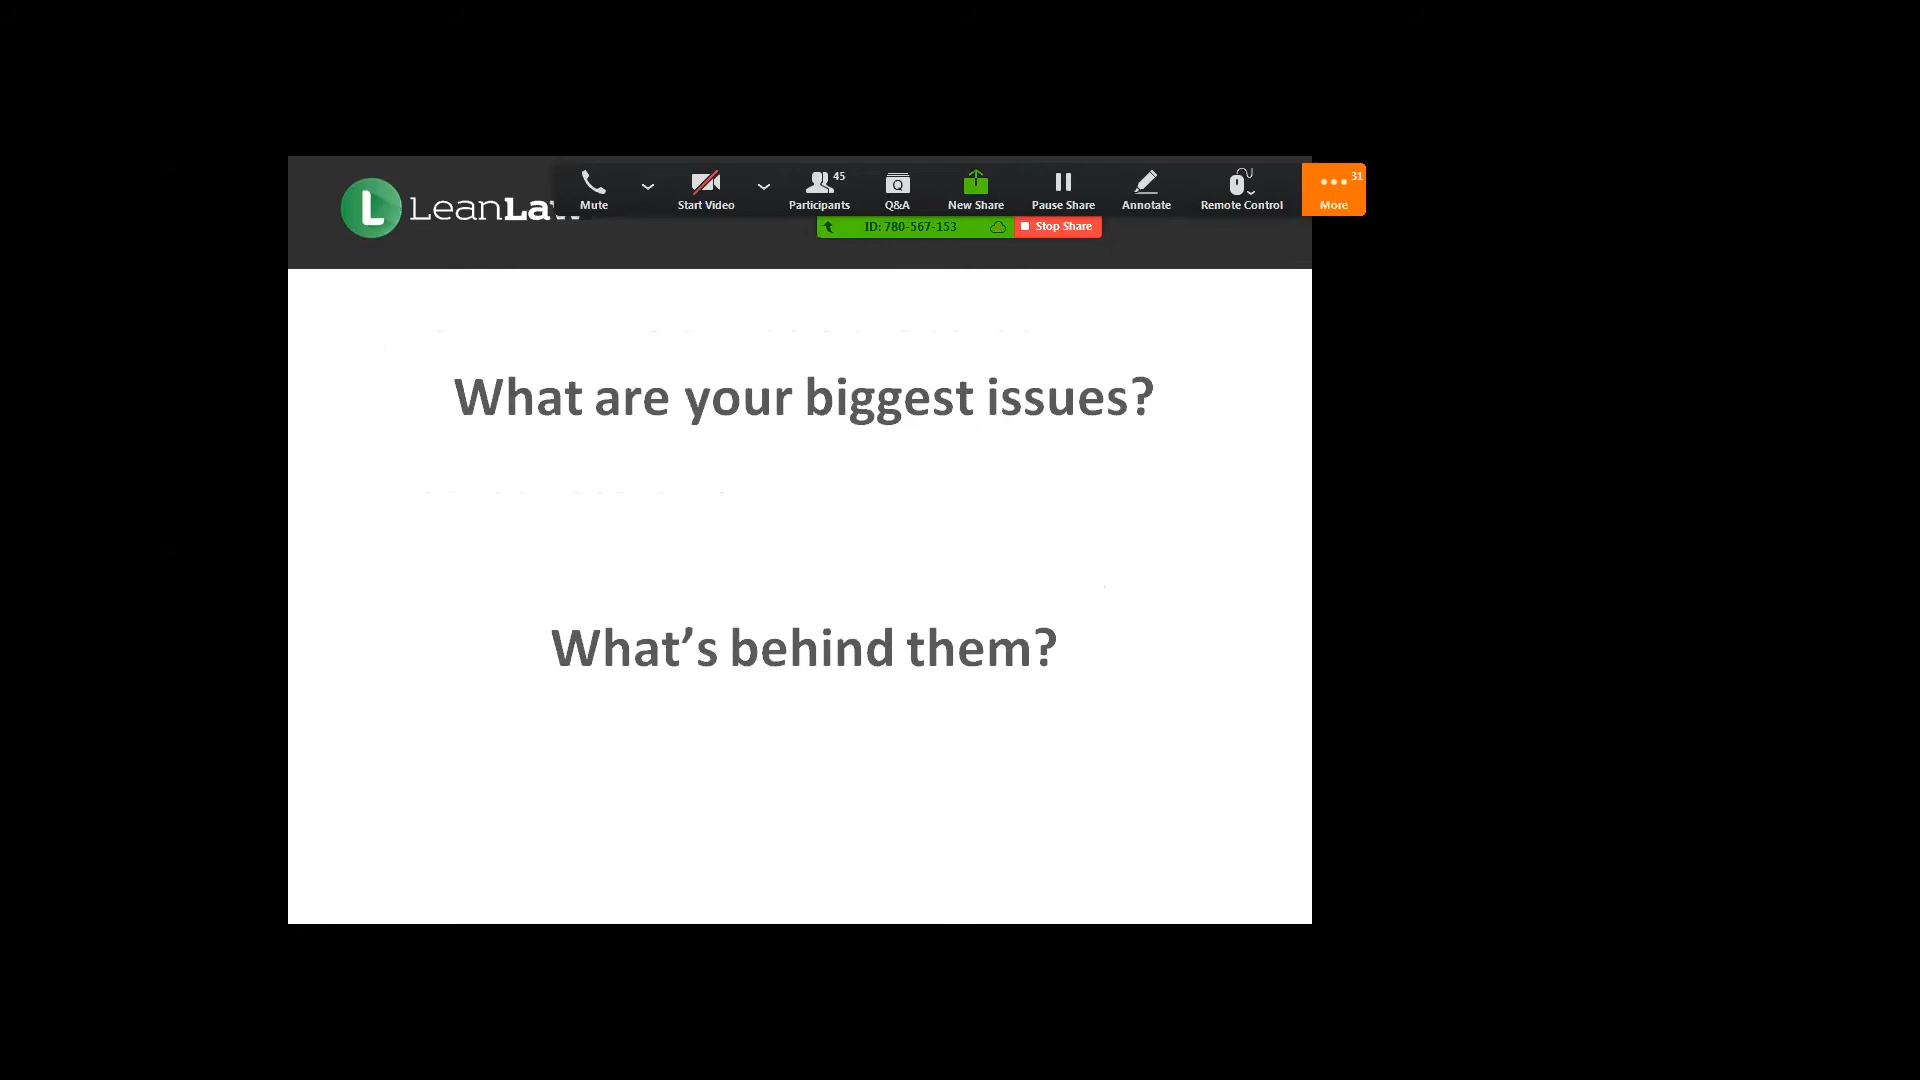 LeanLaw
Mute
Start Video
45
Participants
Q
Q&A
New Share
Pause Share
Annotate
Remote Control
31
More
ID: 780-567-153
Stop Share
What are your biggest issues?
What’s behind them?